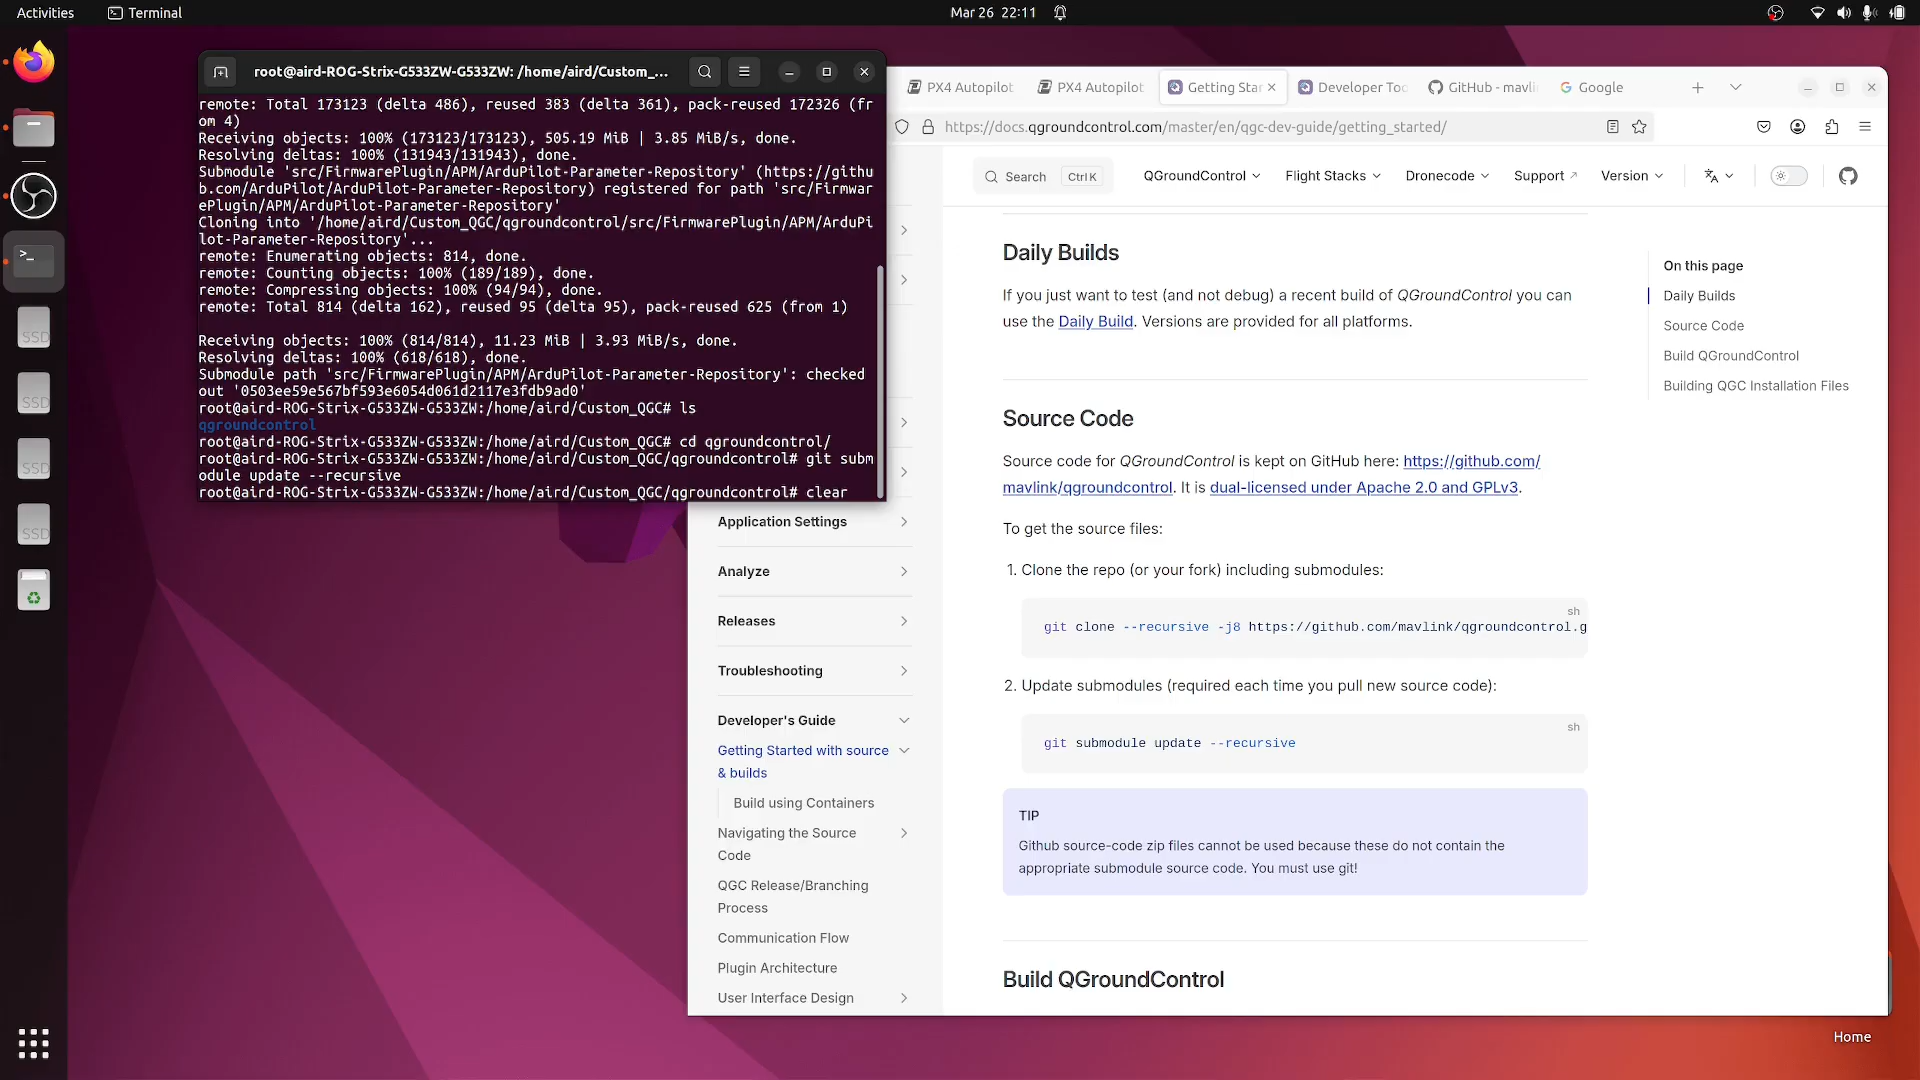 Activities
Terminal
Mar 26 22:11
root@aird-ROG-Strix-G533ZW-G533ZW: /home/aird/Custom_...
remote: Total 173123 (delta 486), reused 383 (delta 361), pack-reused 172326 (fr
om 4)
Receiving objects: 100% (173123/173123), 505.19 MiB | 3.85 MiB/s, done.
Resolving deltas: 100% (131943/131943), done.
Submodule 'src/FirmwarePlugin/APM/ArduPilot-Parameter-Repository' (https://githu
b.com/ArduPilot/ArduPilot-Parameter-Repository) registered for path 'src/Firmwar
ePlugin/APM/ArduPilot-Parameter-Repository'
Cloning into '/home/aird/Custom_QGC/qgroundcontrol/src/FirmwarePlugin/APM/ArduPi
lot-Parameter-Repository'...
remote: Enumerating objects: 814, done.
remote: Counting objects: 100% (189/189), done.
remote: Compressing objects: 100% (94/94), done.
remote: Total 814 (delta 162), reused 95 (delta 95), pack-reused 625 (from 1)
Receiving objects: 100% (814/814), 11.23 MiB | 3.93 MiB/s, done.
Resolving deltas: 100% (618/618), done.
Submodule path 'src/FirmwarePlugin/APM/ArduPilot-Parameter-Repository': checked
out '0503ee59e567bf593e6054d061d2117e3fdb9ad0'
root@aird-ROG-Strix-G533ZW-G533ZW:/home/aird/Custom_QGC# ls
qgroundcontrol
root@aird-ROG-Strix-G533ZW-G533ZW:/home/aird/Custom_QGC# cd qgroundcontrol/
root@aird-ROG-Strix-G533ZW-G533ZW:/home/aird/Custom_QGC/qgroundcontrol# git subm
odule update --recursive
root@aird-ROG-Strix-G533ZW-G533ZW:/home/aird/Custom_QGC/qgroundcontrol# clear
PX4 Autopilot
PX4 Autopilot
Getting Star
Developer Too
GitHub - mavli
Google
https://docs.qgroundcontrol.com/master/en/qgc-dev-guide/getting_started/
Search Ctrl K
QGroundControl
Flight Stacks
Dronecode
Support
Version
Application Settings
Analyze
Releases
Troubleshooting
Developer's Guide
Getting Started with source
& builds
Build using Containers
Navigating the Source
Code
QGC Release/Branching
Process
Communication Flow
Plugin Architecture
User Interface Design
Daily Builds
If you just want to test (and not debug) a recent build of QGroundControl you can
use the Daily Build. Versions are provided for all platforms.
Source Code
Source code for QGroundControl is kept on GitHub here: https://github.com/
mavlink/qgroundcontrol. It is dual-licensed under Apache 2.0 and GPLv3.
To get the source files:
1. Clone the repo (or your fork) including submodules:
sh
git clone --recursive -j8 https://github.com/mavlink/qgroundcontrol.g
2. Update submodules (required each time you pull new source code):
sh
git submodule update --recursive
TIP
Github source-code zip files cannot be used because these do not contain the
appropriate submodule source code. You must use git!
Build QGroundControl
On this page
Daily Builds
Source Code
Build QGroundControl
Building QGC Installation Files
SSD
SSD
SSD
SSD
Home